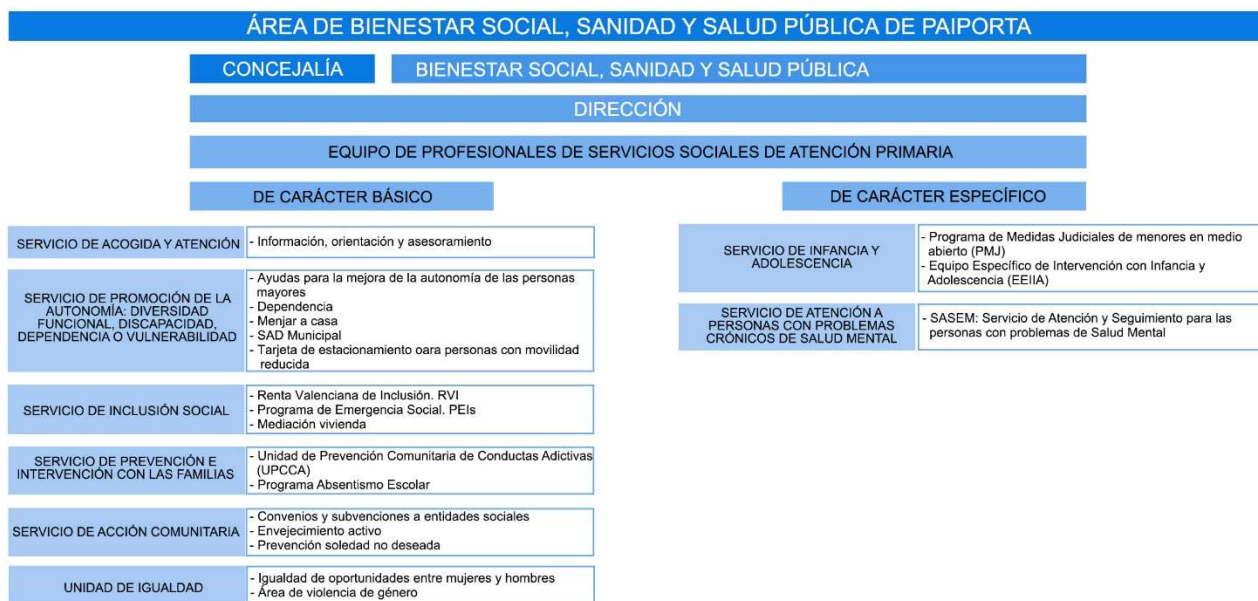 ÁREA DE BIENESTAR SOCIAL, SANIDAD Y SALUD PÚBLICA DE PAIPORTA
CONCEJALÍA
BIENESTAR SOCIAL, SANIDAD Y SALUD PÚBLICA
DIRECCIÓN
EQUIPO DE PROFESIONALES DE SERVICIOS SOCIALES DE ATENCIÓN PRIMARIA
DE CARÁCTER BÁSICO
SERVICIO DE ACOGIDA Y ATENCIÓN
- Información, orientación y asesoramiento
SERVICIO DE PROMOCIÓN DE LA
AUTONOMÍA: DIVERSIDAD
FUNCIONAL, DISCAPACIDAD,
DEPENDENCIA O VULNERABILIDAD
- Ayudas para la mejora de la autonomía de las personas
mayores
- Dependencia
- Menjar a casa
- SAD Municipal
- Tarjeta de estacionamiento oara personas con movilidad
reducida
SERVICIO DE INCLUSIÓN SOCIAL
- Renta Valenciana de Inclusión. RVI
- Programa de Emergencia Social. PEIs
- Mediación vivienda
SERVICIO DE PREVENCIÓN E
INTERVENCIÓN CON LAS FAMILIAS
- Unidad de Prevención Comunitaria de Conductas Adictivas
(UPCCA)
- Programa Absentismo Escolar
SERVICIO DE ACCIÓN COMUNITARIA
- Convenios y subvenciones a entidades sociales
- Envejecimiento activo
- Prevención soledad no deseada
UNIDAD DE IGUALDAD
- Igualdad de oportunidades entre mujeres y hombres
- Área de violencia de género
DE CARÁCTER ESPECÍFICO
SERVICIO DE INFANCIA Y
ADOLESCENCIA
- Programa de Medidas Judiciales de menores en medio
abierto (PMJ)
- Equipo Específico de Intervención con Infancia y
Adolescencia (EEIIA)
SERVICIO DE ATENCIÓN A
PERSONAS CON PROBLEMAS
CRÓNICOS DE SALUD MENTAL
- SASEM: Servicio de Atención y Seguimiento para las
personas con problemas de Salud Mental